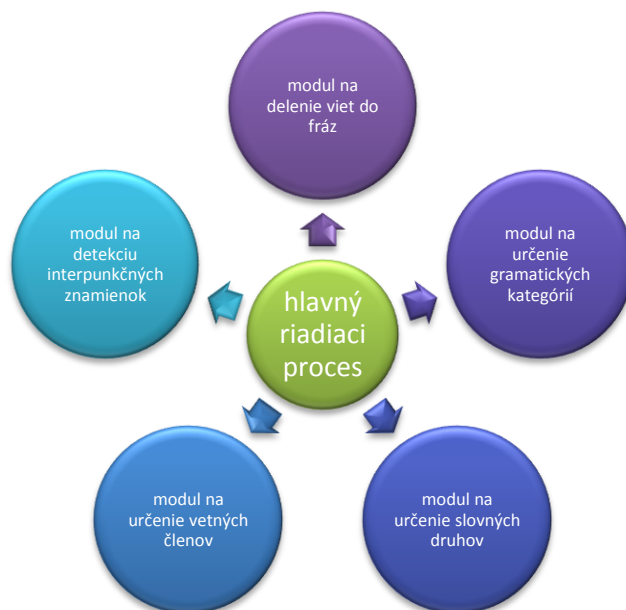 modul na
delenie viet do
fráz
modul na
určenie
gramatických
kategórií
modul na
určenie slovných
druhov
modul na
určenie vetných
členov
modul na
detekciu
interpunkčných
znamienok
hlavný
riadiaci
proces